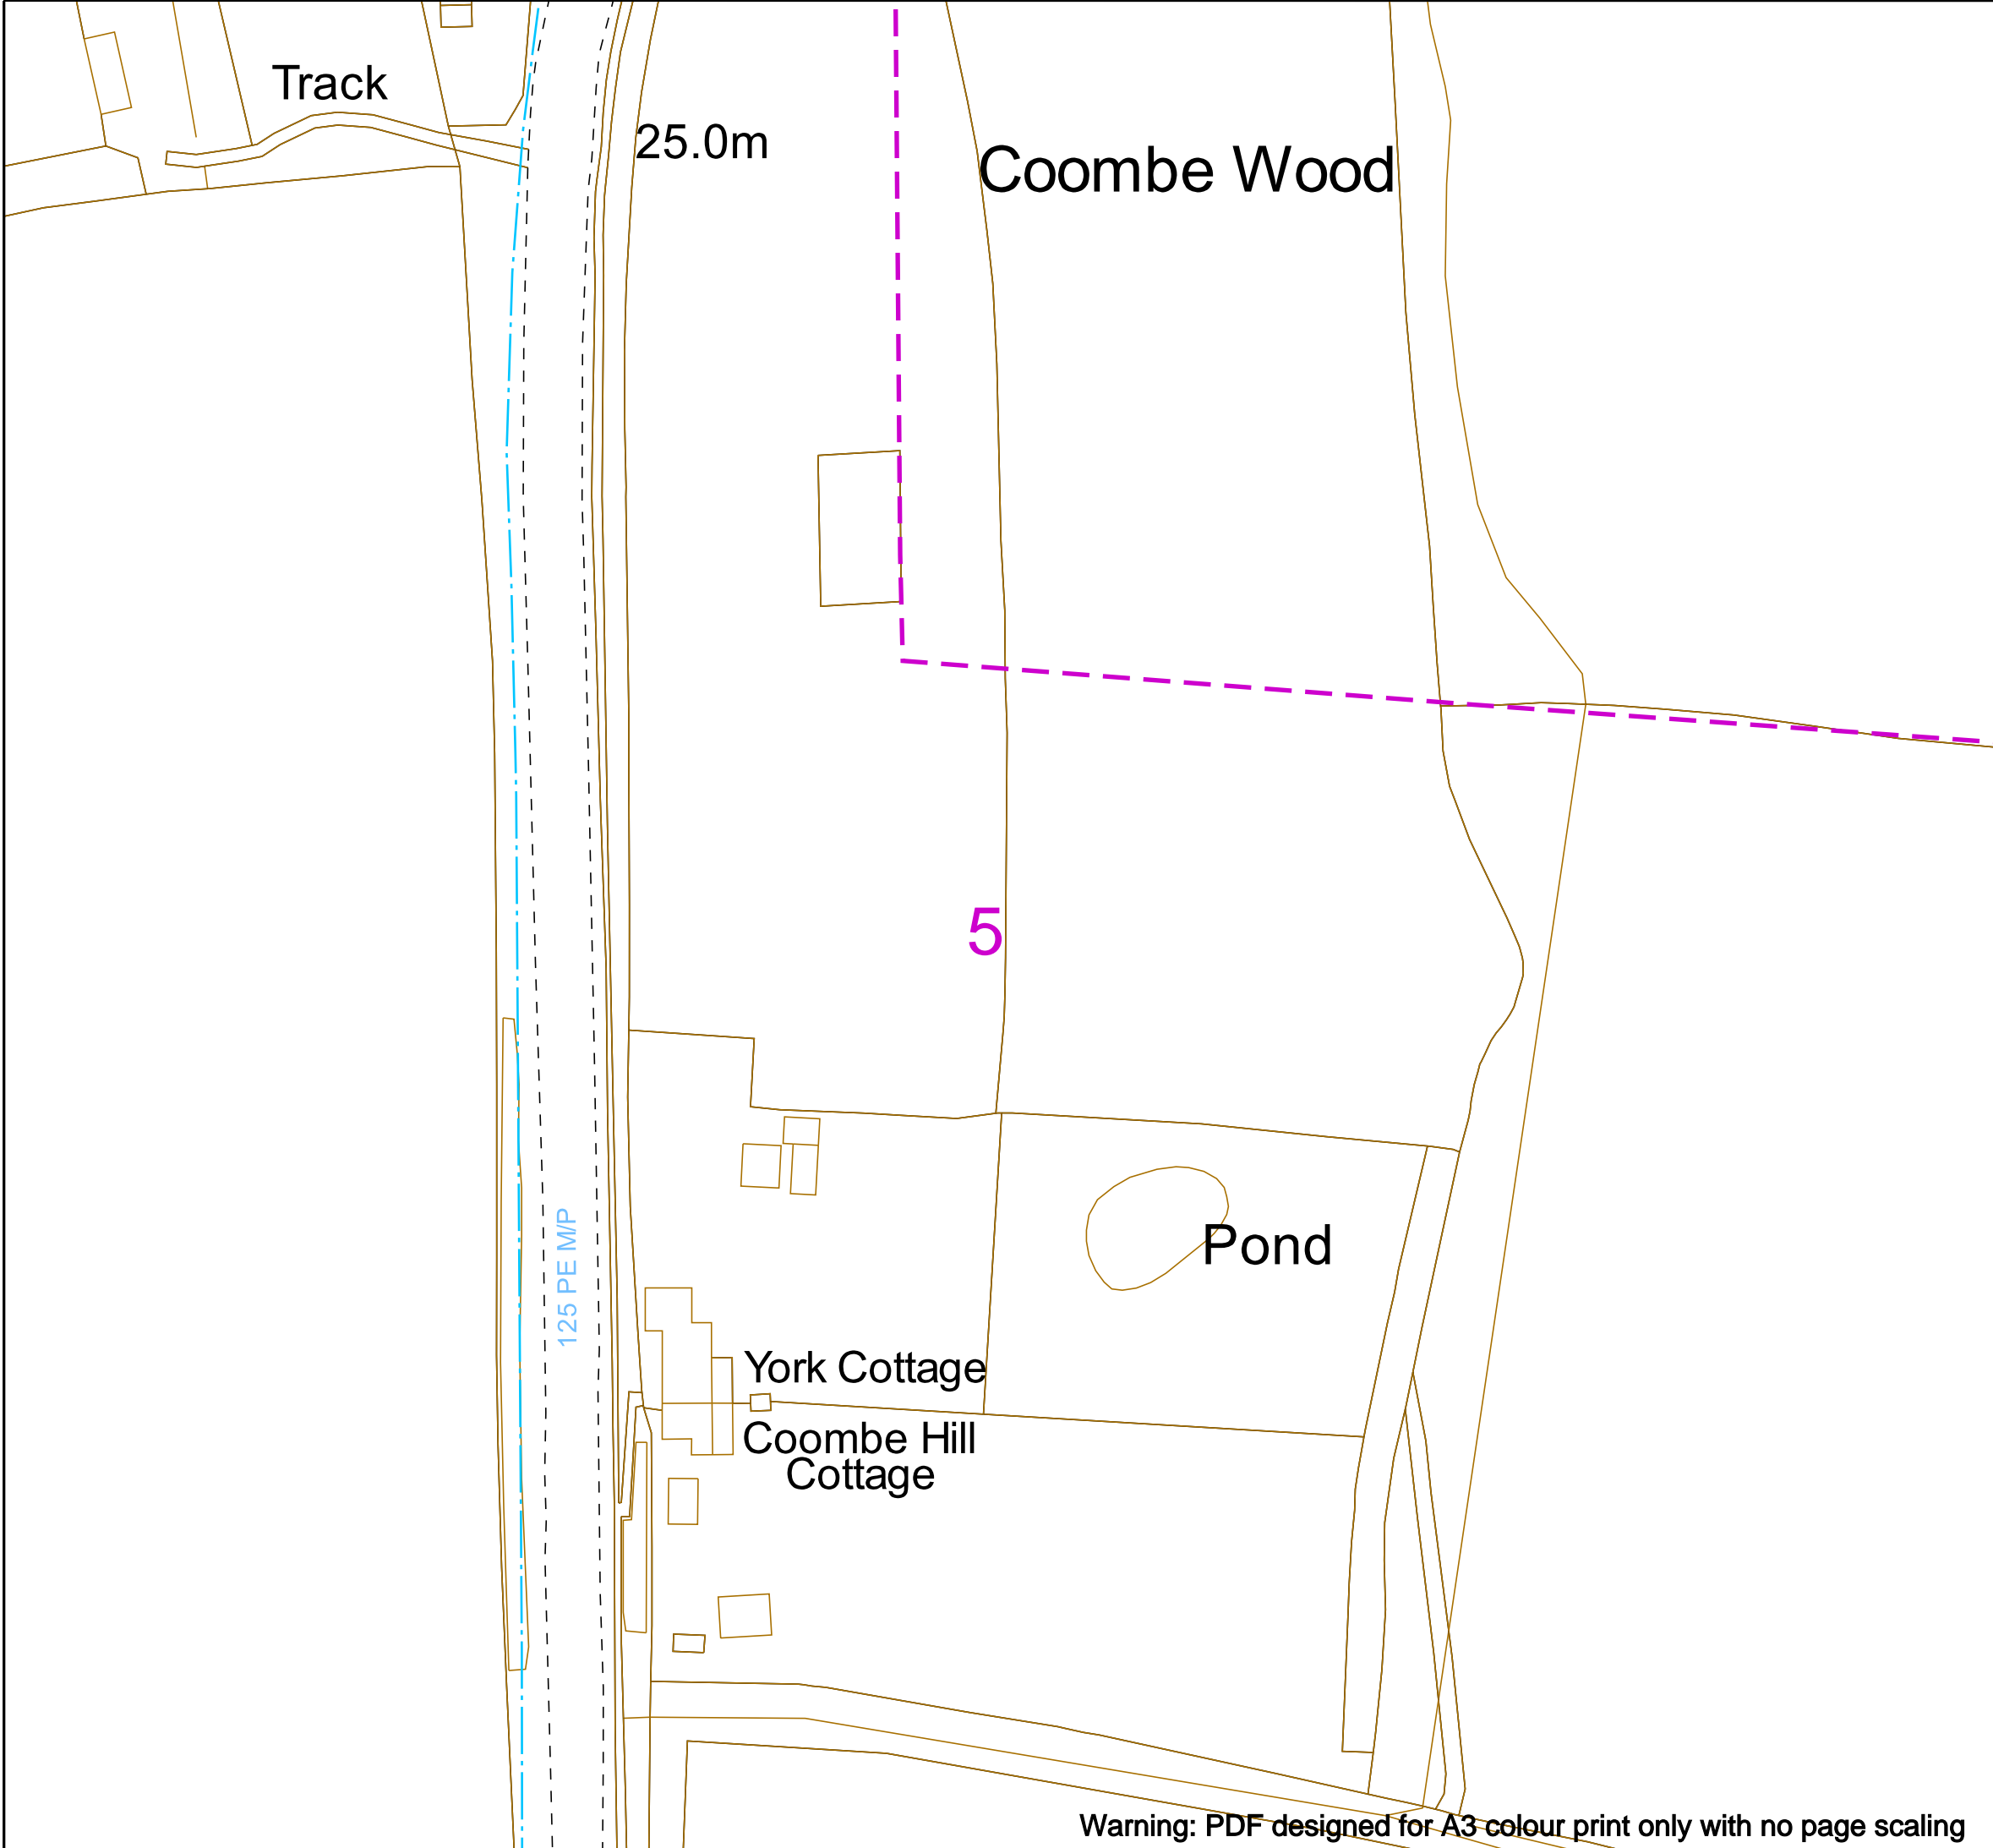 Track
25.0m
Coombe Wood
5
125 PE M/P
Pond
York Cottage
Coombe Hill
Cottage
Warning: PDF designed for A3 colour print only with no page scaling